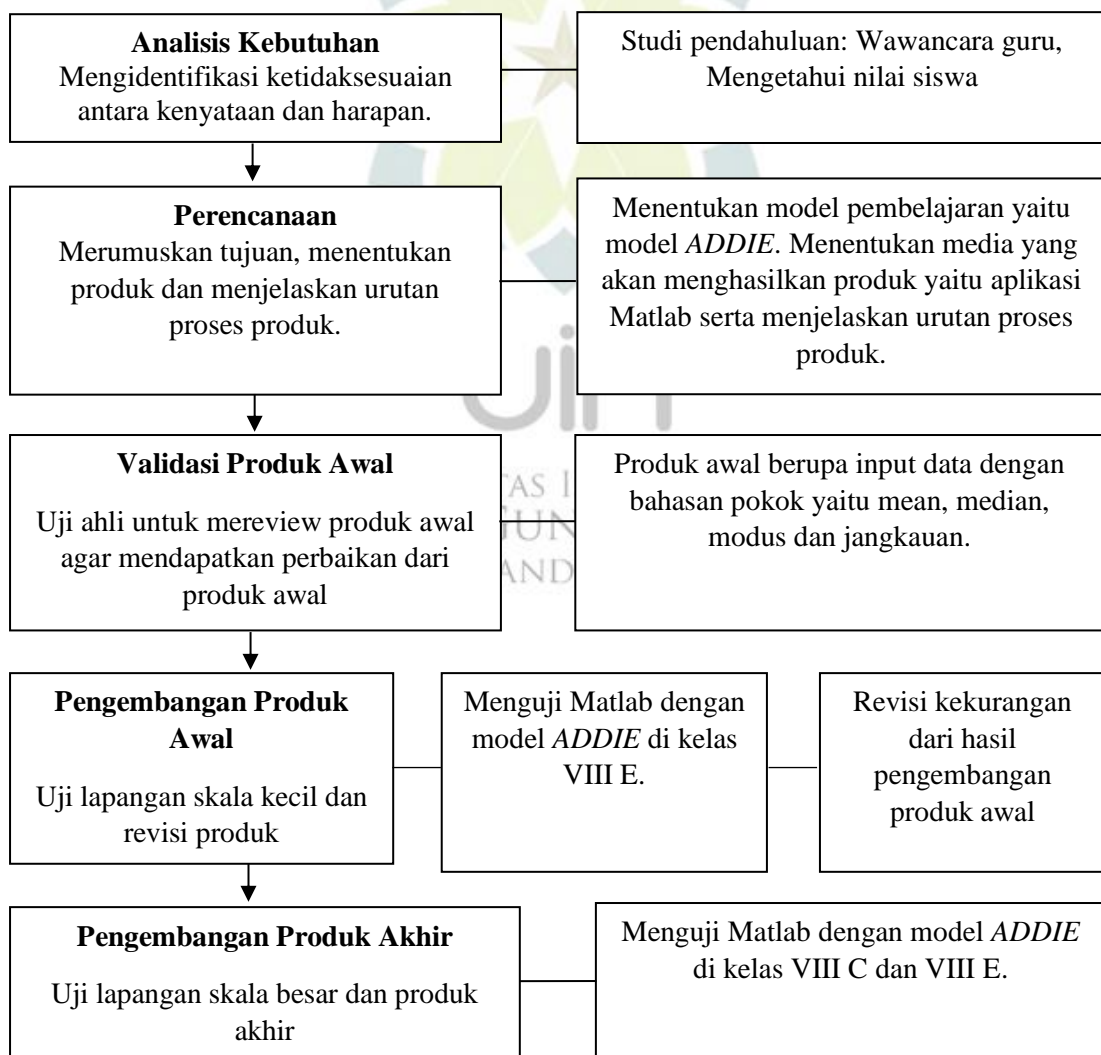 Analisis Kebutuhan
Mengidentifikasi ketidaksesuaian
antara kenyataan dan harapan.
Studi pendahuluan: Wawancara guru,
Mengetahui nilai siswa
Perencanaan
Merumuskan tujuan, menentukan
produk dan menjelaskan urutan
proses produk.
Menentukan model pembelajaran yaitu
model ADDIE. Menentukan media yang
akan menghasilkan produk yaitu aplikasi
Matlab serta menjelaskan urutan proses
produk.
uin
Validasi Produk Awal
Uji ahli untuk mereview produk awal
agar mendapatkan perbaikan dari
produk awal
TAS I
GUN
AND
Produk awal berupa input data dengan
bahasan pokok yaitu mean, median,
modus dan jangkauan.
Pengembangan Produk
Awal
Uji lapangan skala kecil dan
revisi produk
Menguji Matlab dengan
model ADDIE di kelas
VIII E.
Revisi kekurangan
dari hasil
pengembangan
produk awal
Pengembangan Produk Akhir
Uji lapangan skala besar dan produk
akhir
Menguji Matlab dengan model ADDIE
di kelas VIII C dan VIII E.